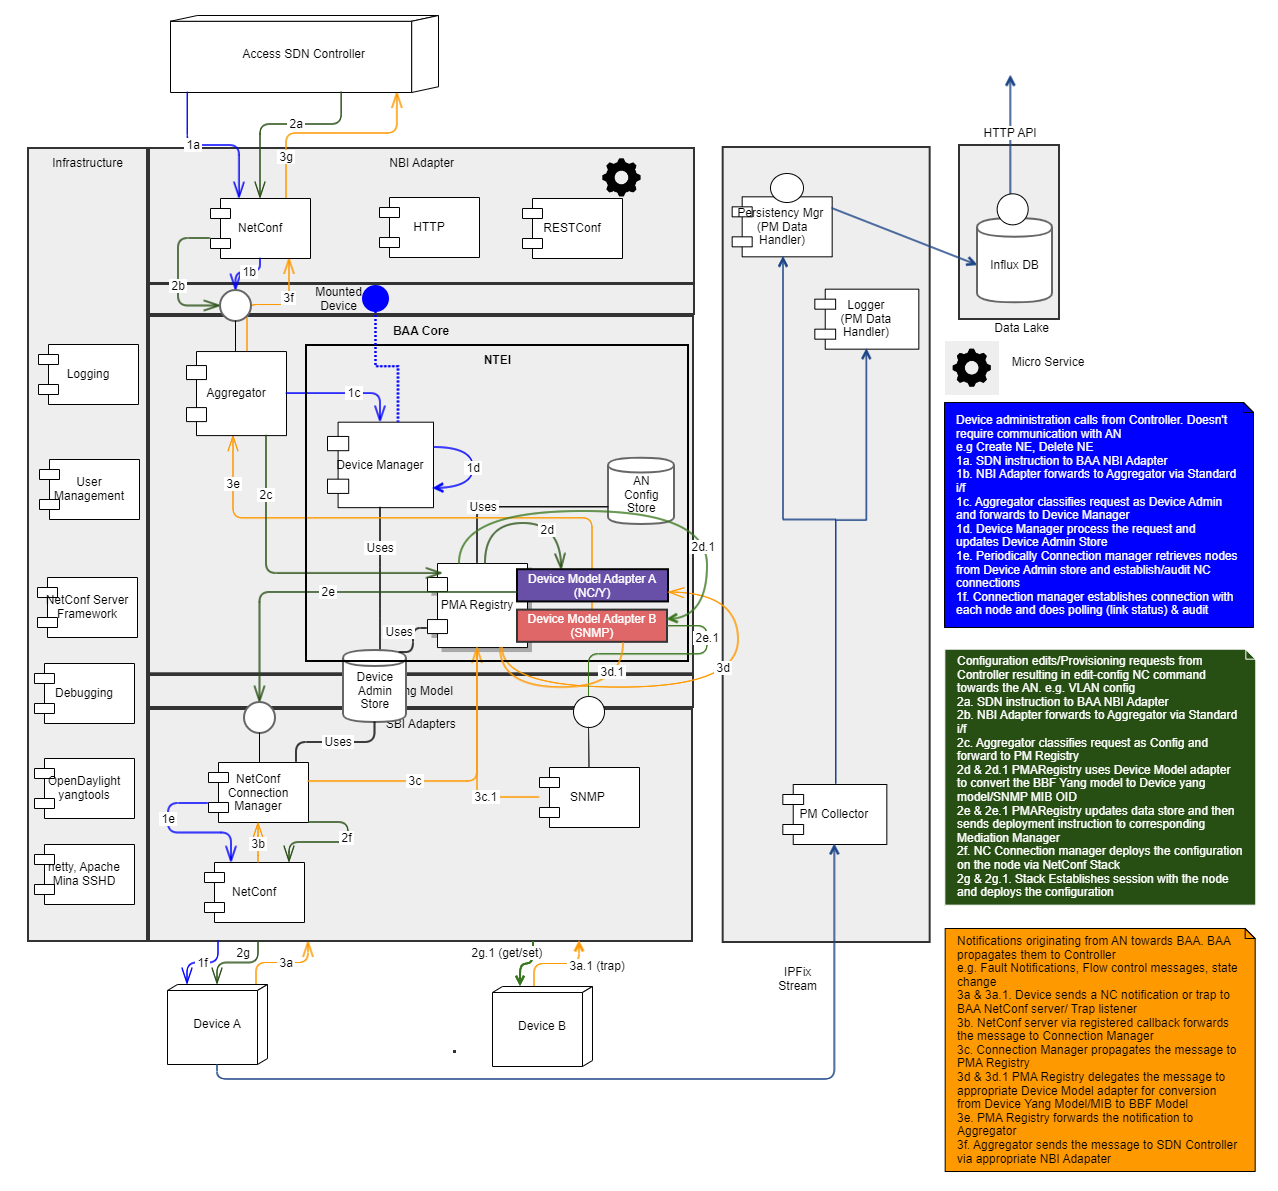 Access SDN Controller
1a
2a
3g
HTTP API
Infrastructure
NBI Adapter
NetConf
HTTP
RESTConf
Persistency Mgr
(PM Data
Handler)
Influx DB
Data Lake
1b
2b
3f
Mounted
Device
Logger
(PM Data
Handler)
Micro Service
BAA Core
NTEI
Logging
Aggregator
1c
Device Manager
1d
User
Management
3e
2c
AN
Config
Store
Uses
Uses
2d
2d.1
Device Model Adapter A
(NC/Y)
PMA Registry
Device Model Adapter B
(SNMP)
2e
Uses
2e.1
3d.1
3d
NetConf Server
Framework
Debugging
Device
Admin
Store
ng Model
SBI Adapters
Uses
OpenDaylight
yangtools
NetConf
Connection
Manager
3c
3c.1
SNMP
PM Collector
1e
3b
2f
netty, Apache
Mina SSHD
NetConf
1f
2g
3a
2g.1 (get/set)
3a.1 (trap)
IPFix
Stream
Device A
Device B
Device administration calls from Controller. Doesn't
require communication with AN
e.g Create NE, Delete NE
1a. SDN instruction to BAA NBI Adapter
1b. NBI Adapter forwards to Aggregator via Standard
i/f
1c. Aggregator classifies request as Device Admin
and forwards to Device Manager
1d. Device Manager process the request and
updates Device Admin Store
1e. Periodically Connection manager retrieves nodes
from Device Admin store and establish/audit NC
connections
1f. Connection manager establishes connection with
each node and does polling (link status) & audit
Configuration edits/Provisioning requests from
Controller resulting in edit-config NC command
towards the AN. e.g. VLAN config
2a. SDN instruction to BAA NBI Adapter
2b. NBI Adapter forwards to Aggregator via Standard
i/f
2c. Aggregator classifies request as Config and
forward to PM Registry
2d & 2d.1 PMARegistry uses Device Model adapter
to convert the BBF Yang model to Device yang
model/SNMP MIB OID
2e & 2e.1 PMARegistry updates data store and then
sends deployment instruction to corresponding
Mediation Manager
2f. NC Connection manager deploys the configuration
on the node via NetConf Stack
2g & 2g.1. Stack Establishes session with the node
and deploys the configuration
Notifications originating from AN towards BAA. BAA
propagates them to Controller
e.g. Fault Notifications, Flow control messages, state
change
3a & 3a.1. Device sends a NC notification or trap to
BAA NetConf server/ Trap listener
3b. NetConf server via registered callback forwards
the message to Connection Manager
3c. Connection Manager propagates the message to
PMA Registry
3d & 3d.1 PMA Registry delegates the message to
appropriate Device Model adapter for conversion
from Device Yang Model/MIB to BBF Model
3e. PMA Registry forwards the notification to
Aggregator
3f. Aggregator sends the message to SDN Controller
via appropriate NBI Adapater